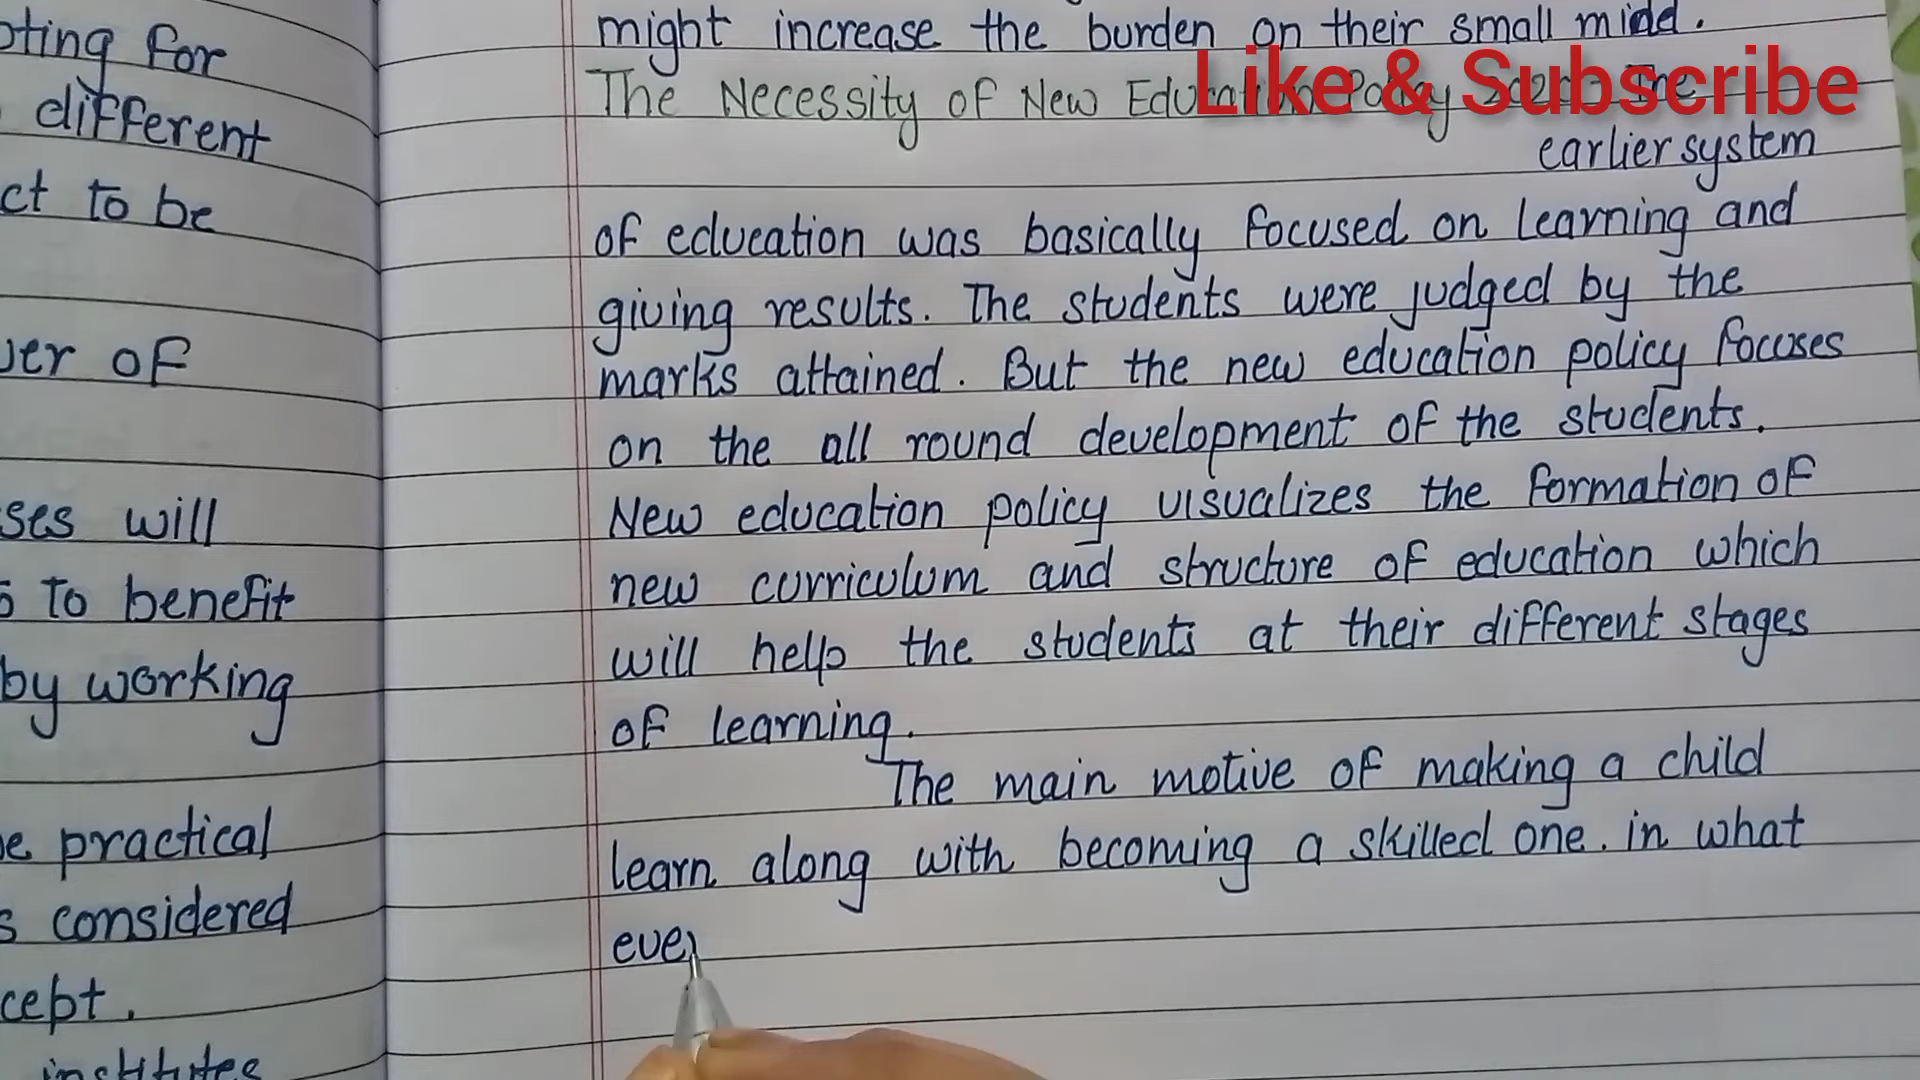 oting for
different
ct to be
ver of
ses will
to benefit
by working
practical
s considered
cept.
institutes
might increase the burden on their small mind.
The Necessity of New Education Policy 2020- The
Like & Subscribe
earlier system
of education was basically focused on learning and
giving results. The students were judged by the
marks attained. But the new education policy focuses
on the all round development of the students.
New education policy visualizes the formation of
new curriculum and structure of education which
will help the students at their different stages
of learning.
The main motive of making a child
learn along with becoming a skilled one. in what
ever